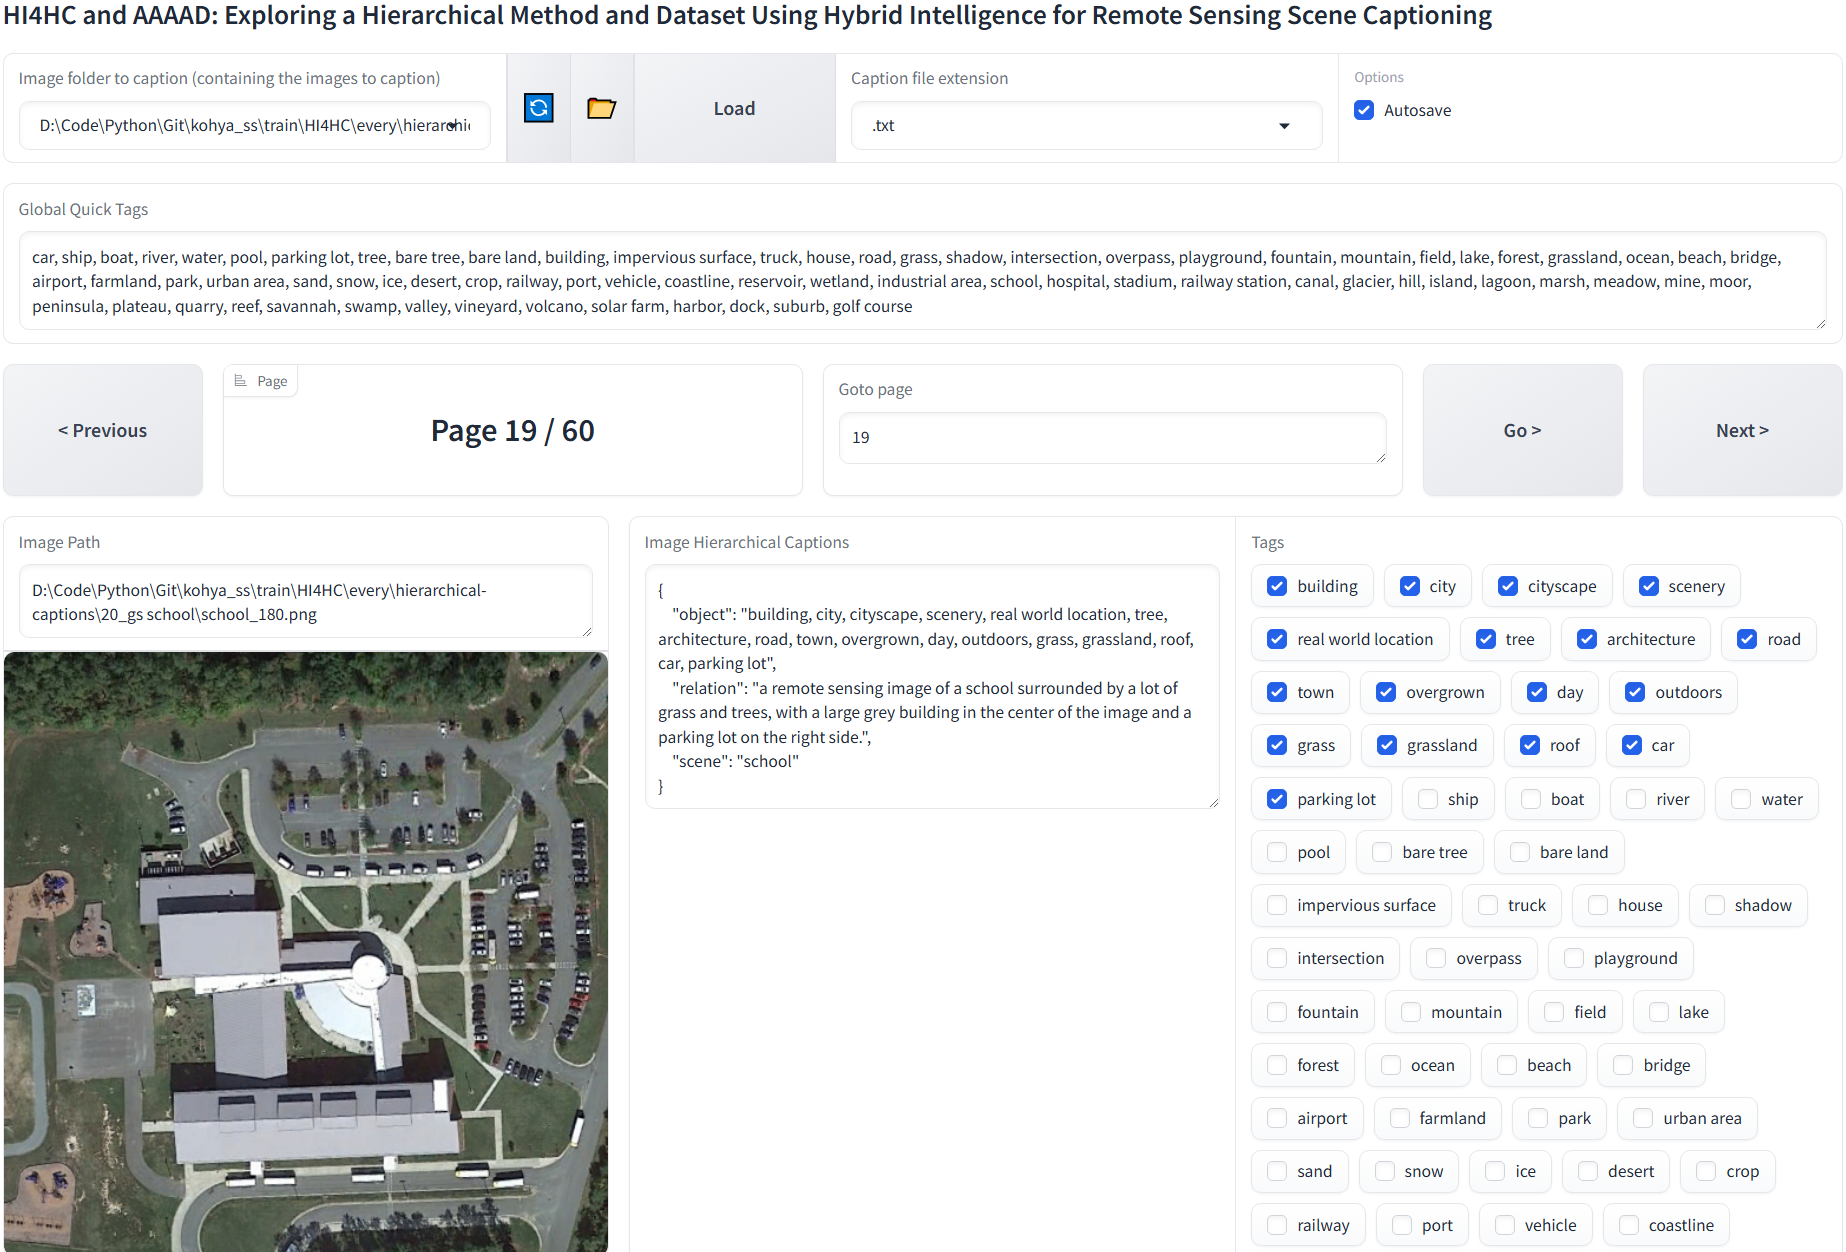 HI4HC and AAAAD: Exploring a Hierarchical Method and Dataset Using Hybrid Intelligence for Remote Sensing Scene Captioning
Image folder to caption (containing the images to caption)
D:\Code\Python\Git\kohya_ss\train\HI4HC\every\hierarchic
Load
Caption file extension
.txt
Options
Autosave
Global Quick Tags
car, ship, boat, river, water, pool, parking lot, tree, bare tree, bare land, building, impervious surface, truck, house, road, grass, shadow, intersection, overpass, playground, fountain, mountain, field, lake, forest, grassland, ocean, beach, bridge,
airport, farmland, park, urban area, sand, snow, ice, desert, crop, railway, port, vehicle, coastline, reservoir, wetland, industrial area, school, hospital, stadium, railway station, canal, glacier, hill, island, lagoon, marsh, meadow, mine, moor,
peninsula, plateau, quarry, reef, savannah, swamp, valley, vineyard, volcano, solar farm, harbor, dock, suburb, golf course
< Previous
Page
Page 19 / 60
Goto page
19
Go >
Next >
Image Path
D:\Code\Python\Git\kohya_ss\train\HI4HC\every\hierarchical-
captions\20_gs school\school_180.png
Image Hierarchical Captions
{
"object": "building, city, cityscape, scenery, real world location, tree,
architecture, road, town, overgrown, day, outdoors, grass, grassland, roof,
car, parking lot",
"relation": "a remote sensing image of a school surrounded by a lot of
grass and trees, with a large grey building in the center of the image and a
parking lot on the right side.",
"scene": "school"
}
Tags
building city cityscape scenery
real world location tree architecture road
town overgrown day outdoors
grass grassland roof car
parking lot ship boat river water
pool bare tree bare land
impervious surface truck house shadow
intersection overpass playground
fountain mountain field lake
forest ocean beach bridge
airport farmland park urban area
sand snow ice desert crop
railway port vehicle coastline